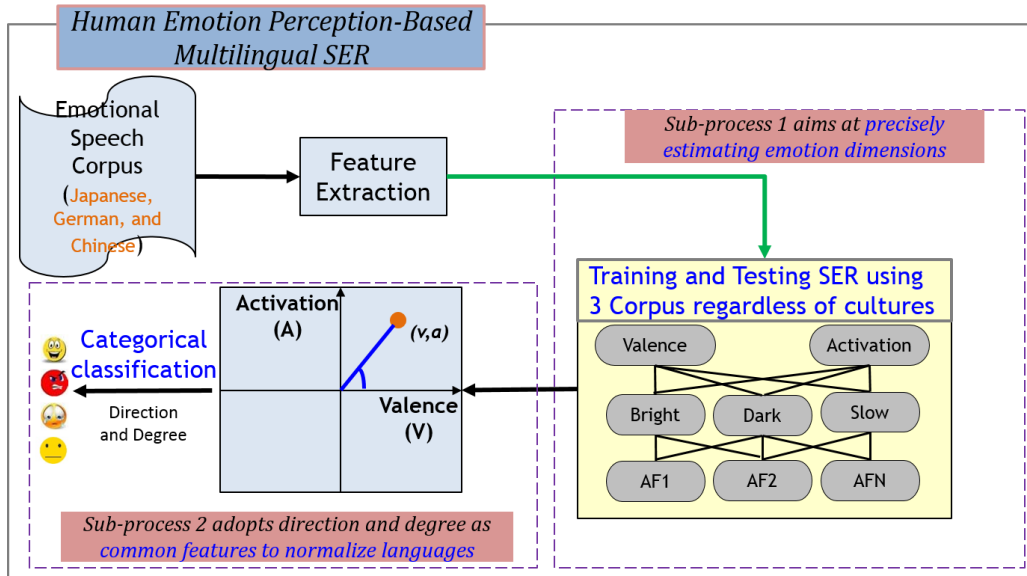 Human Emotion Perception-Based
Multilingual SER
Emotional
Speech
Corpus
(Japanese,
German, and
Chinese)
Feature
Extraction
Sub-process 1 aims at precisely
estimating emotion dimensions
Training and Testing SER using
3 Corpus regardless of cultures
Valence
Activation
Bright
Dark
Slow
AF1
AF2
AFN
Activation
(A)
(v,a)
Valence
(V)
Categorical
classification
Direction
and Degree
Sub-process 2 adopts direction and degree as
common features to normalize languages